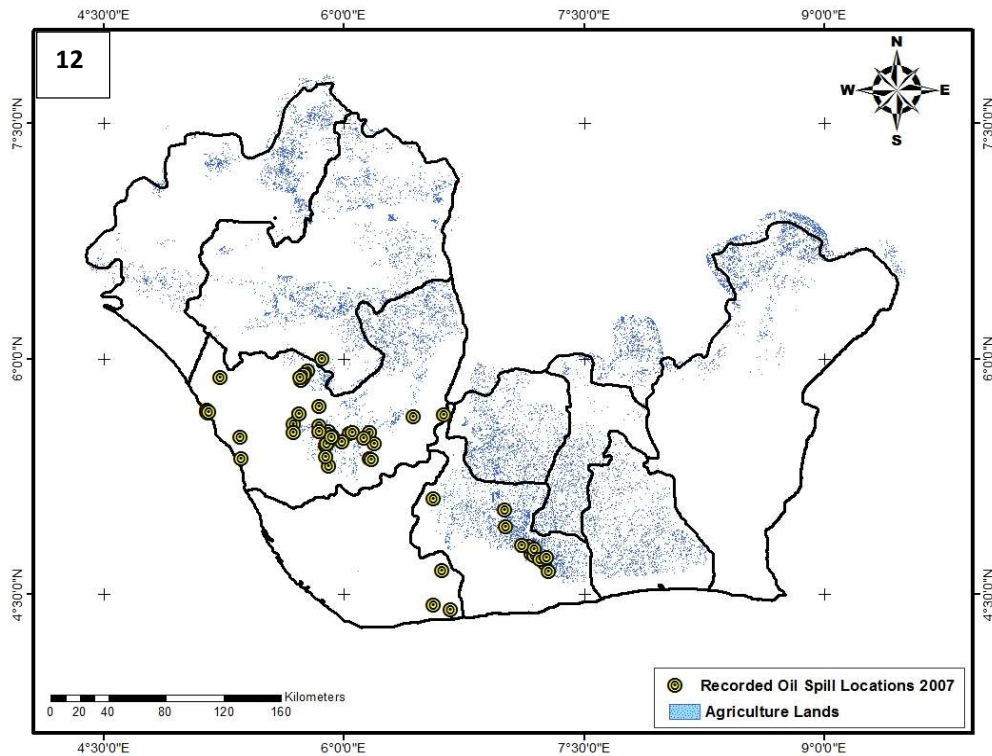 4°30'0"E 6°0'0"E 7°30'0"E 9°0'0"E
12
N
W E
S
7°30'0"N 7°30'0"N
6°0'0"N 6°0'0"N
4°30'0"N 4°30'0"N
Kilometers
0 20 40 80 120 160
Recorded Oil Spill Locations 2007
Agriculture Lands
4°30'0"E 6°0'0"E 7°30'0"E 9°0'0"E